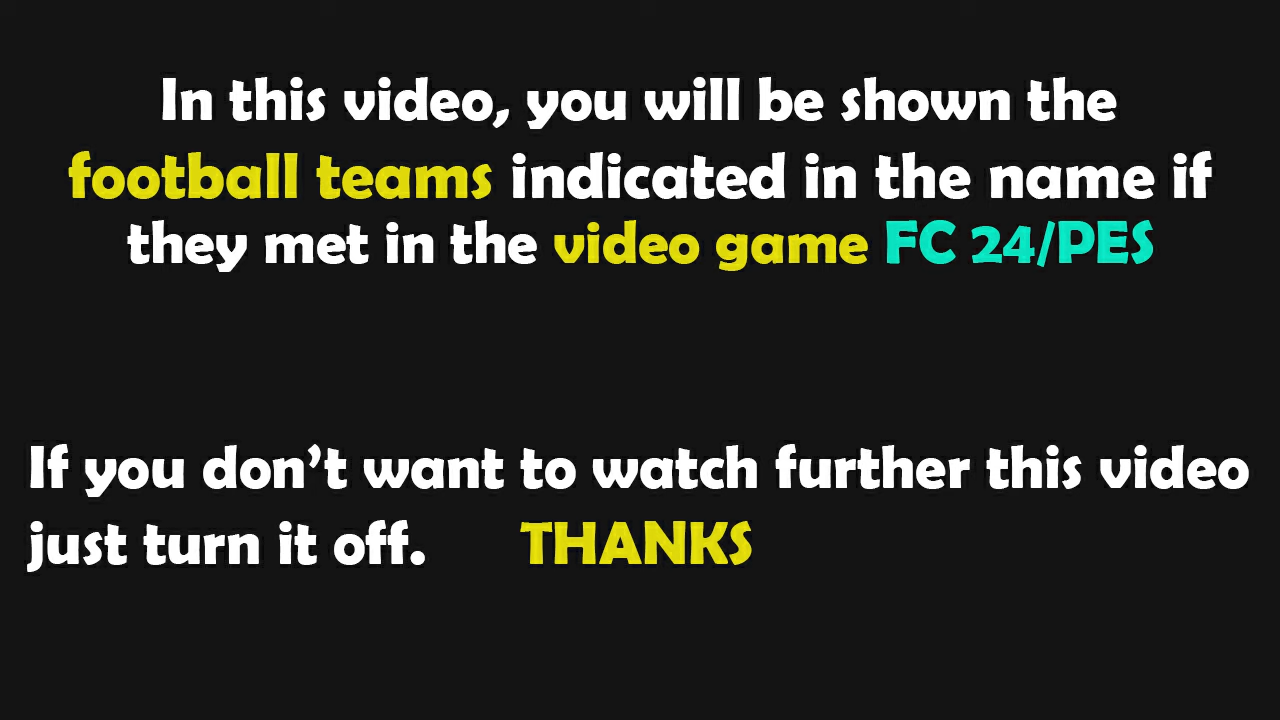 In this video, you will be shown the
football teams indicated in the name if
they met in the video game FC 24/PES
If you don’t want to watch further this video
just turn it off. THANKS